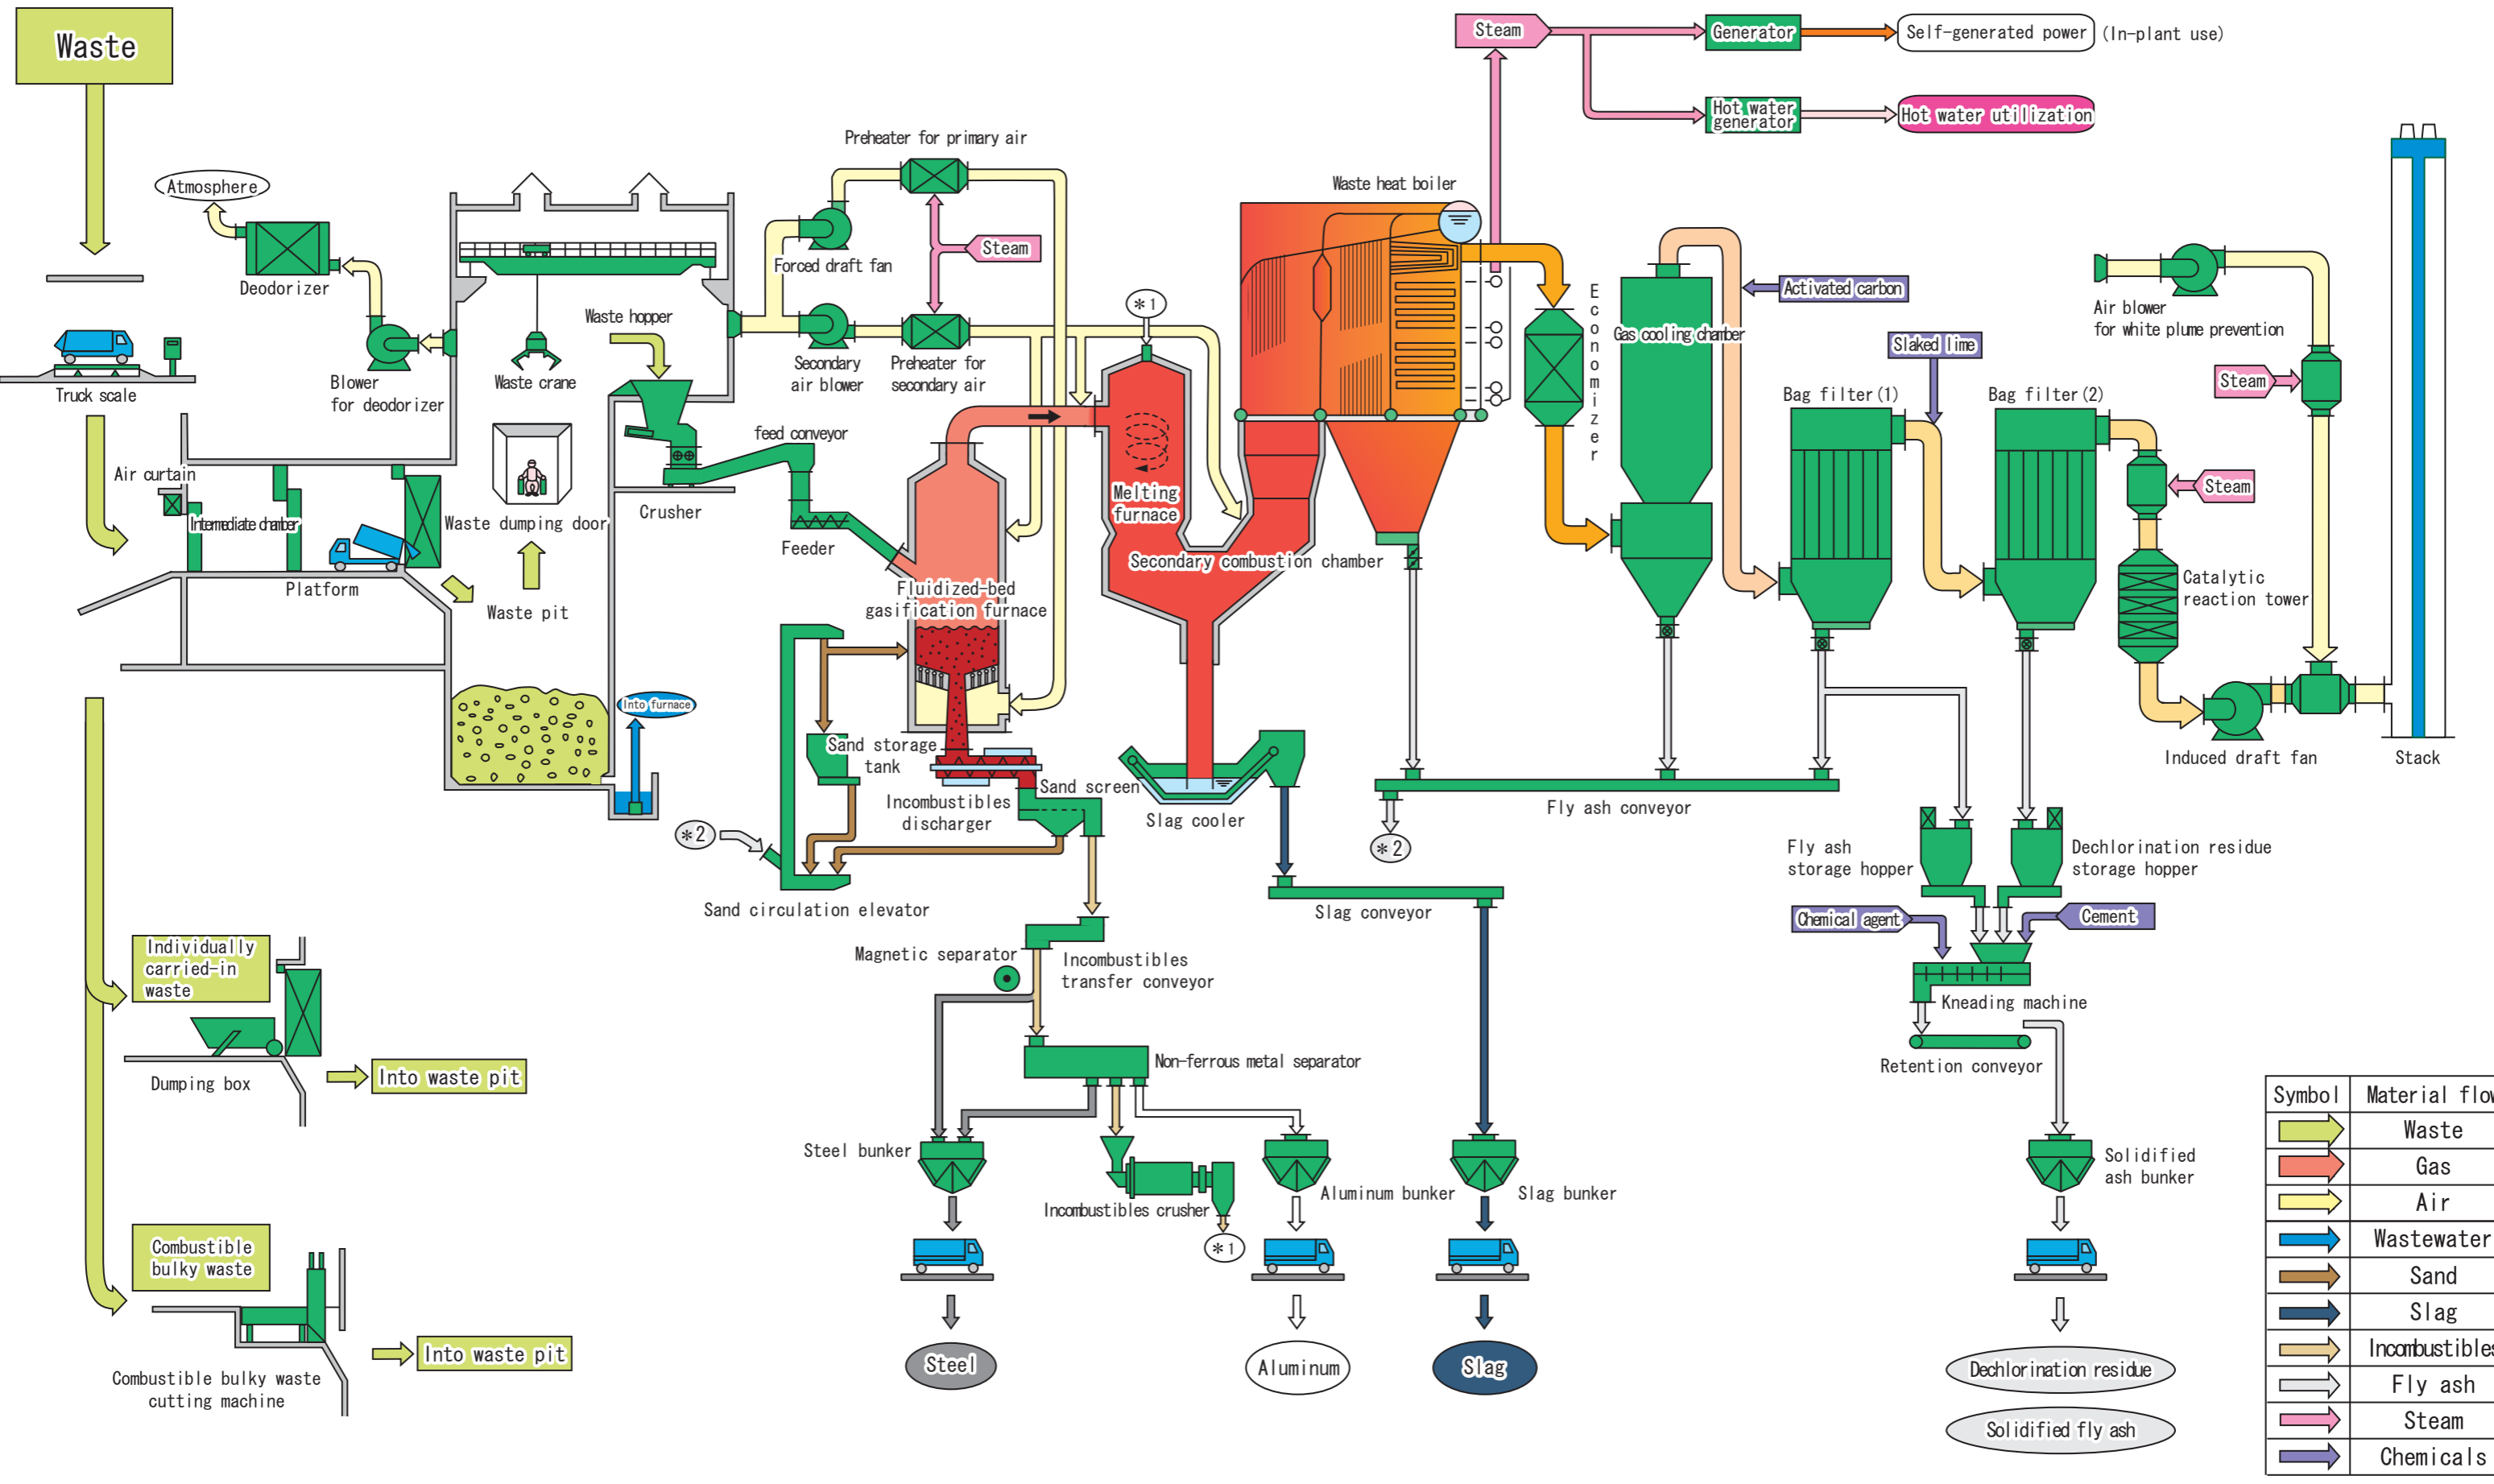 Waste
Steam
Generator
Self-generated power
(In-plant use)
Hot water
generator
Hot water utilization
Preheater for primary air
Atmosphere
Waste heat boiler
Steam
Forced draft fan
Deodorizer
Waste hopper
*1
Activated carbon
Economizer
Gas cooling chamber
Air blower
for white plume prevention
Slaked lime
Truck scale
Blower
for deodorizer
Waste crane
Secondary
air blower
Preheater for
secondary air
Steam
Bag filter(1)
Bag filter(2)
feed conveyor
Air curtain
Intermediate chamber
Waste dumping door
Crusher
Feeder
Melting
furnace
Steam
Secondary combustion chamber
Platform
Waste pit
Fluidized-bed
gasification furnace
Catalytic
reaction tower
Into furnace
Sand storage
tank
Induced draft fan
Stack
Incombustibles
discharger
Sand screen
Slag cooler
Fly ash conveyor
*2
*2
Fly ash
storage hopper
Dechlorination residue
storage hopper
Sand circulation elevator
Slag conveyor
Chemical agent
Cement
Individually
carried-in
waste
Magnetic separator
Incombustibles
transfer conveyor
Kneading machine
Dumping box
Into waste pit
Non-ferrous metal separator
Retention conveyor
Steel bunker
Incombustibles crusher
Aluminum bunker
Slag bunker
Solidified
ash bunker
*1
Combustible
bulky waste
Into waste pit
Combustible bulky waste
cutting machine
Steel
Aluminum
Slag
Dechlorination residue
Solidified fly ash
Symbol Material flow
Waste
Gas
Air
Wastewater
Sand
Slag
Incombustibles
Fly ash
Steam
Chemicals